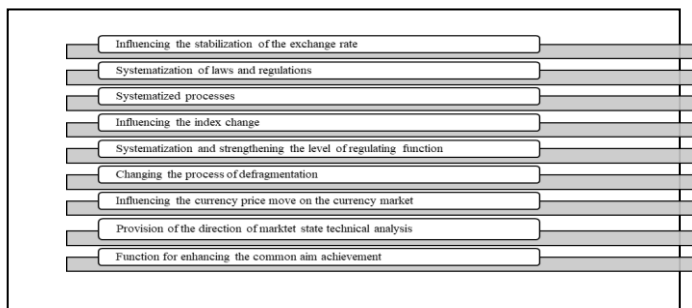 Influencing the stabilization of the exchange rate
Systematization of laws and regulations
Systematized processes
Influencing the index change
Systematization and strengthening the level of regulating function
Changing the process of defragmentation
Influencing the currency price move on the currency market
Provision of the direction of marktet state technical analysis
Function for enhancing the common aim achievement